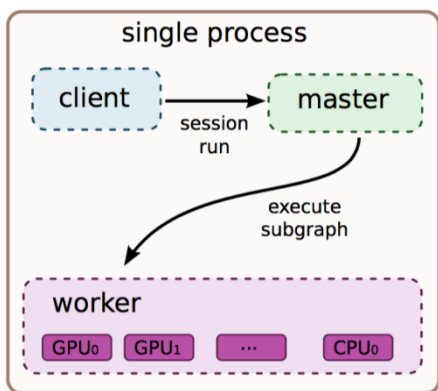 single process
client
master
session
run
execute
subgraph
worker
GPU₀ GPU₁ ... CPU₀